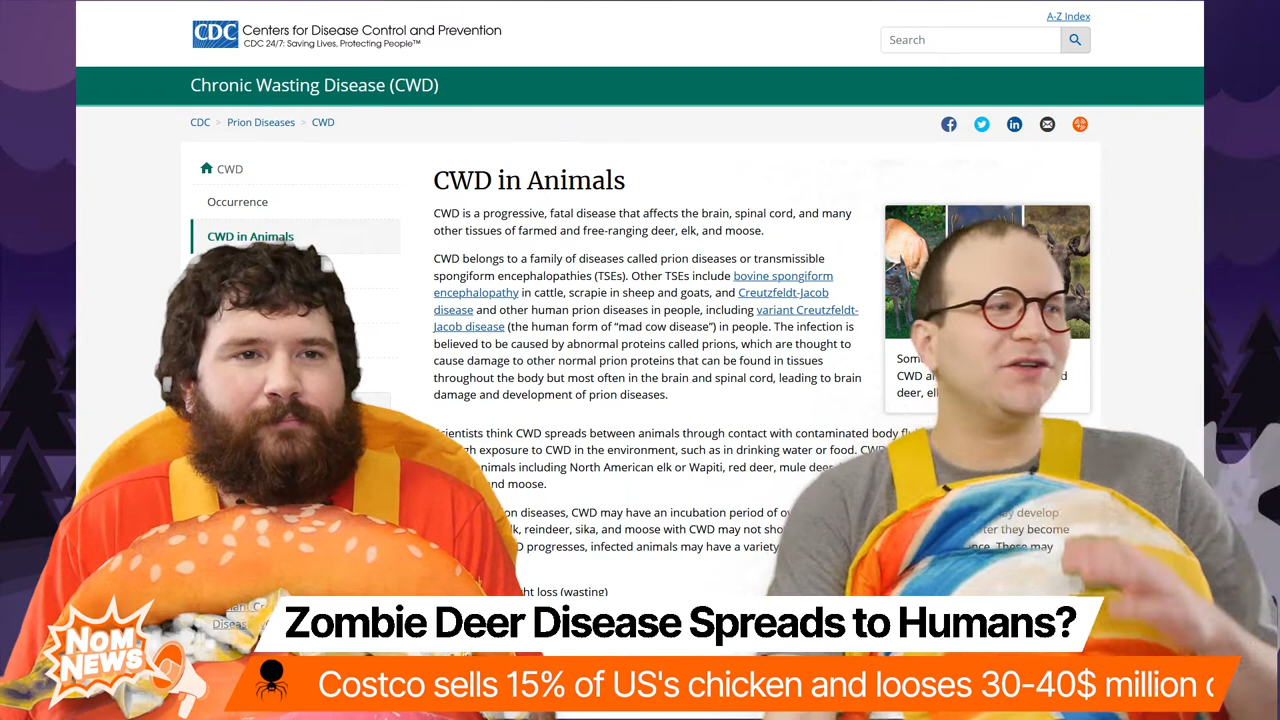 A-Z Index
CDC Centers for Disease Control and Prevention
CDC 24/7: Saving Lives, Protecting People™
Search
Chronic Wasting Disease (CWD)
CDC > Prion Diseases > CWD
CWD
Occurrence
CWD in Animals
CWD in Animals
CWD is a progressive, fatal disease that affects the brain, spinal cord, and many
other tissues of farmed and free-ranging deer, elk, and moose.
CWD belongs to a family of diseases called prion diseases or transmissible
spongiform encephalopathies (TSEs). Other TSEs include bovine spongiform
encephalopathy in cattle, scrapie in sheep and goats, and Creutzfeldt-Jacob
disease and other human prion diseases in people, including variant Creutzfeldt-
Jacob disease (the human form of “mad cow disease”) in people. The infection is
believed to be caused by abnormal proteins called prions, which are thought to
cause damage to other normal prion proteins that can be found in tissues
throughout the body but most often in the brain and spinal cord, leading to brain
damage and development of prion diseases.
CWD
deer,
think CWD spreads between animals through contact with contaminated body
exposure to CWD in the environment, such as in drinking water or food.
animals including North American elk or Wapiti, red deer, mule deer
and moose.
diseases, CWD may have an incubation period of
develop
reindeer, sika, and moose with CWD may not
they become
progresses, infected animals may have a variety
These may
loss (wasting)
NOM
NEWS
Zombie Deer Disease Spreads to Humans?
Costco sells 15% of US's chicken and looses 30-40$ million